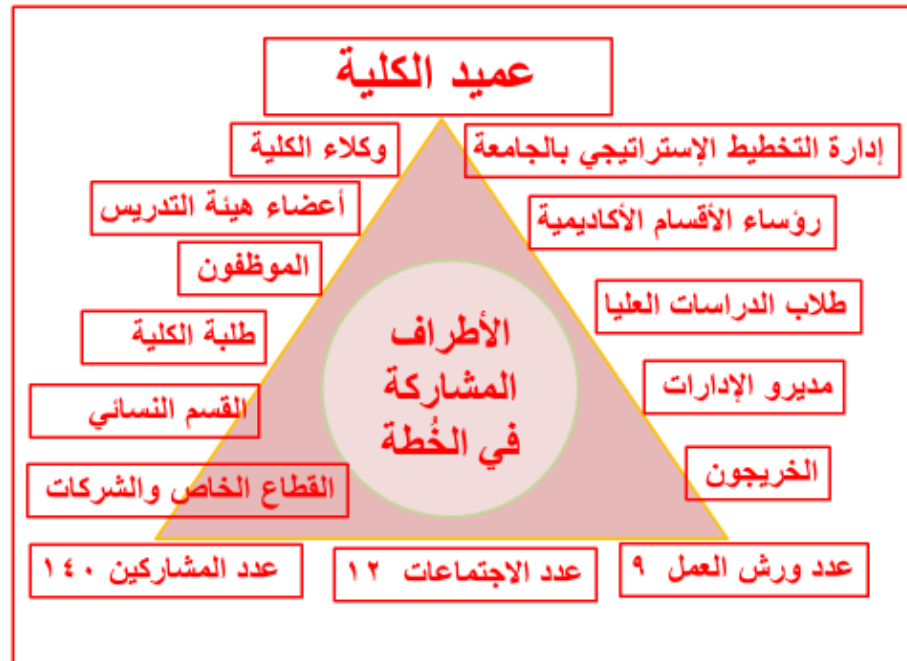 عميد الكلية
إدارة التخطيط الإستراتيجي بالجامعة
وكلاء الكلية
رؤساء الأقسام الأكاديمية
أعضاء هيئة التدريس
الموظفون
طلاب الدراسات العليا
طلبة الكلية
مديرو الإدارات
القسم النسائي
الخريجون
القطاع الخاص والشركات
الأطراف
المشاركة
في الخُطة
عدد ورش العمل ٩
عدد الاجتماعات ١٢
عدد المشاركين ١٤٠